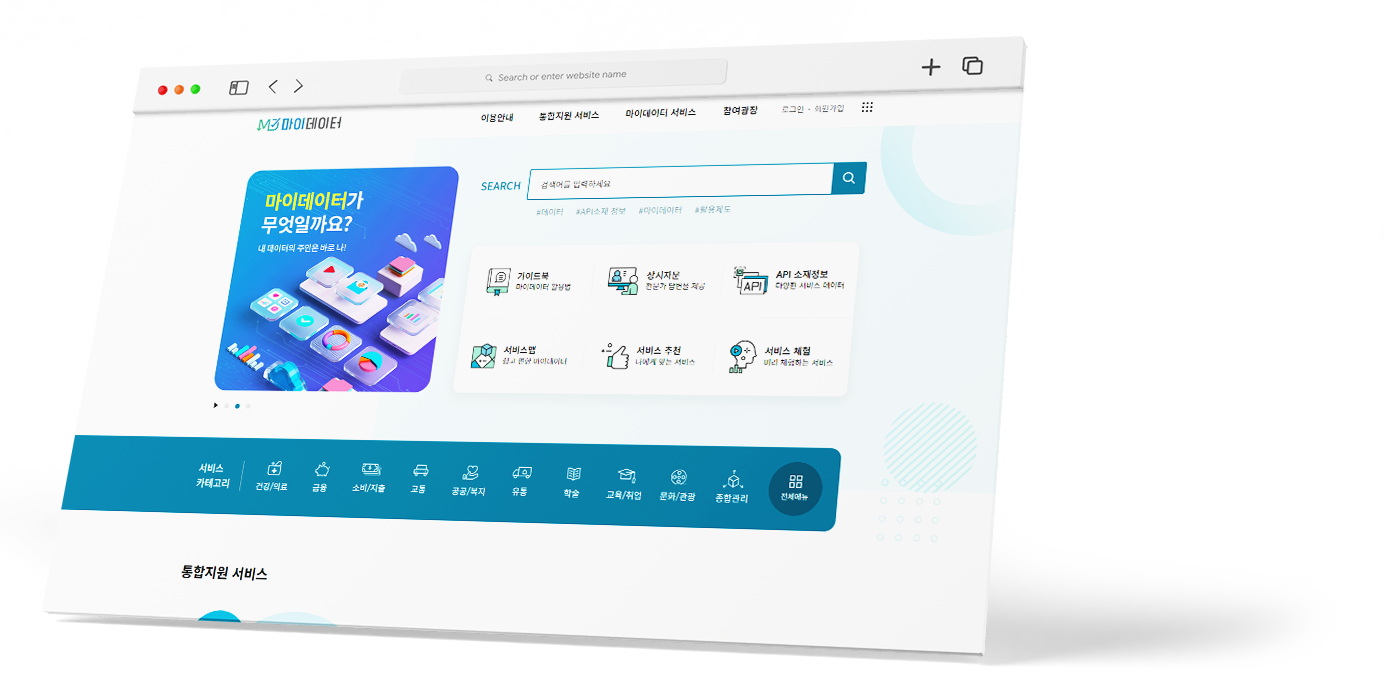 Search or enter website name
마이데이터
이용안내 통합지원 서비스 마이데이터 서비스 참여광장 로그인 · 회원가입
마이데이터가
무엇일까요?
내 데이터의 주인은 바로 나!
SEARCH 검색어를 입력하세요
#데이터 #API소재 정보 #마이데이터 #활용제도
가이드북
마이데이터 활용법
상시자문
전문가 답변을 제공
API 소재정보
다양한 서비스 데이터
API
서비스맵
쉽고 편한 마이데이터
서비스 추천
나에게 맞는 서비스
서비스 체험
미리 체험하는 서비스
서비스
카테고리
건강/의료 금융 소비/지출 교통 공공/복지 유통 학술 교육/취업 문화/관광 종합관리 전체메뉴
통합지원 서비스